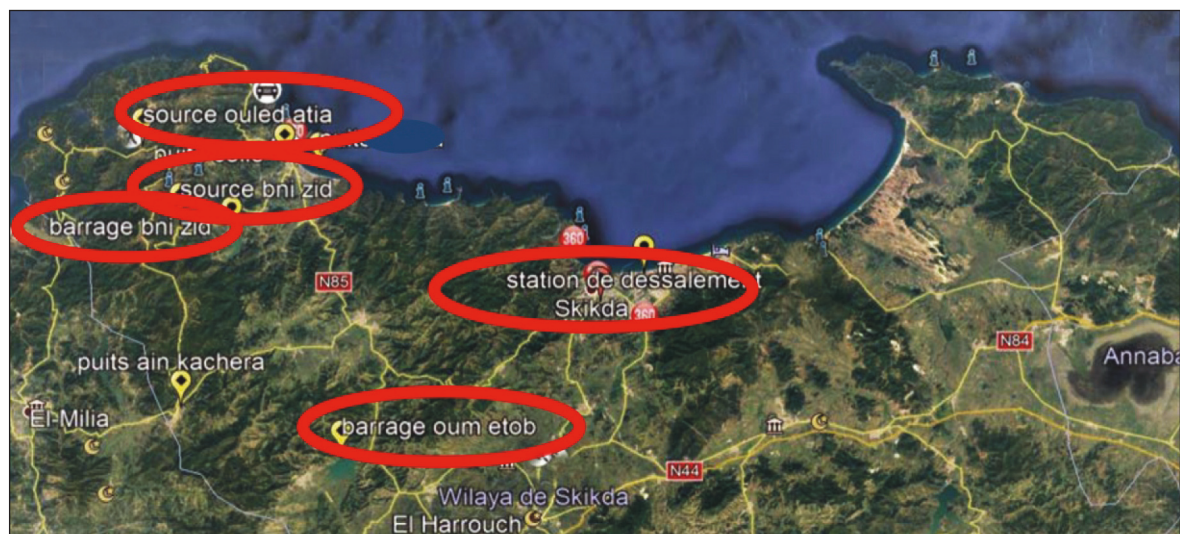 source ouled atia
puits
source bni zid
barrage bni zid
360
station de dessalement
Skikda
360
N85
N84
puits ain kachera
Annaba
El-Milia
barrage oum etob
N44
Wilaya de Skikda
El Harrouch